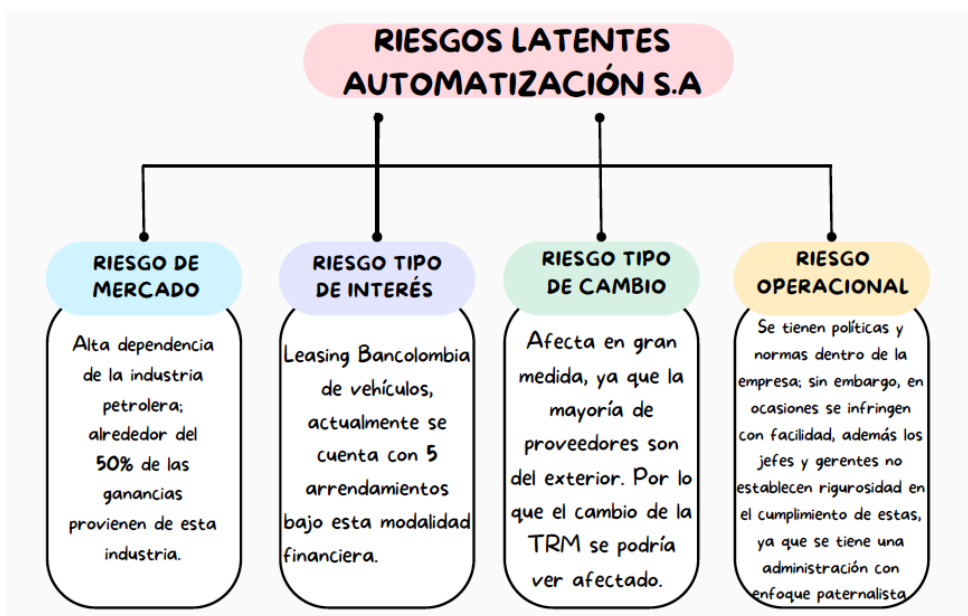 RIESGOS LATENTES
AUTOMATIZACIÓN S.A
RIESGO DE
MERCADO
Alta dependencia
de la industria
petrolera;
alrededor del
50% de las
ganancias
provienen de esta
industria.
RIESGO TIPO
DE INTERÉS
Leasing Bancolombia
de vehículos,
actualmente se
cuenta con 5
arrendamientos
bajo esta modalidad
financiera.
RIESGO TIPO
DE CAMBIO
Afecta en gran
medida, ya que la
mayoría de
proveedores son
del exterior. Por lo
que el cambio de la
TRM se podría
ver afectado.
RIESGO
OPERACIONAL
Se tienen políticas y
normas dentro de la
empresa; sin embargo, en
ocasiones se infringen
con facilidad, además los
jefes y gerentes no
establecen rigurosidad en
el cumplimiento de estas,
ya que se tiene una
administración con
enfoque paternalista.